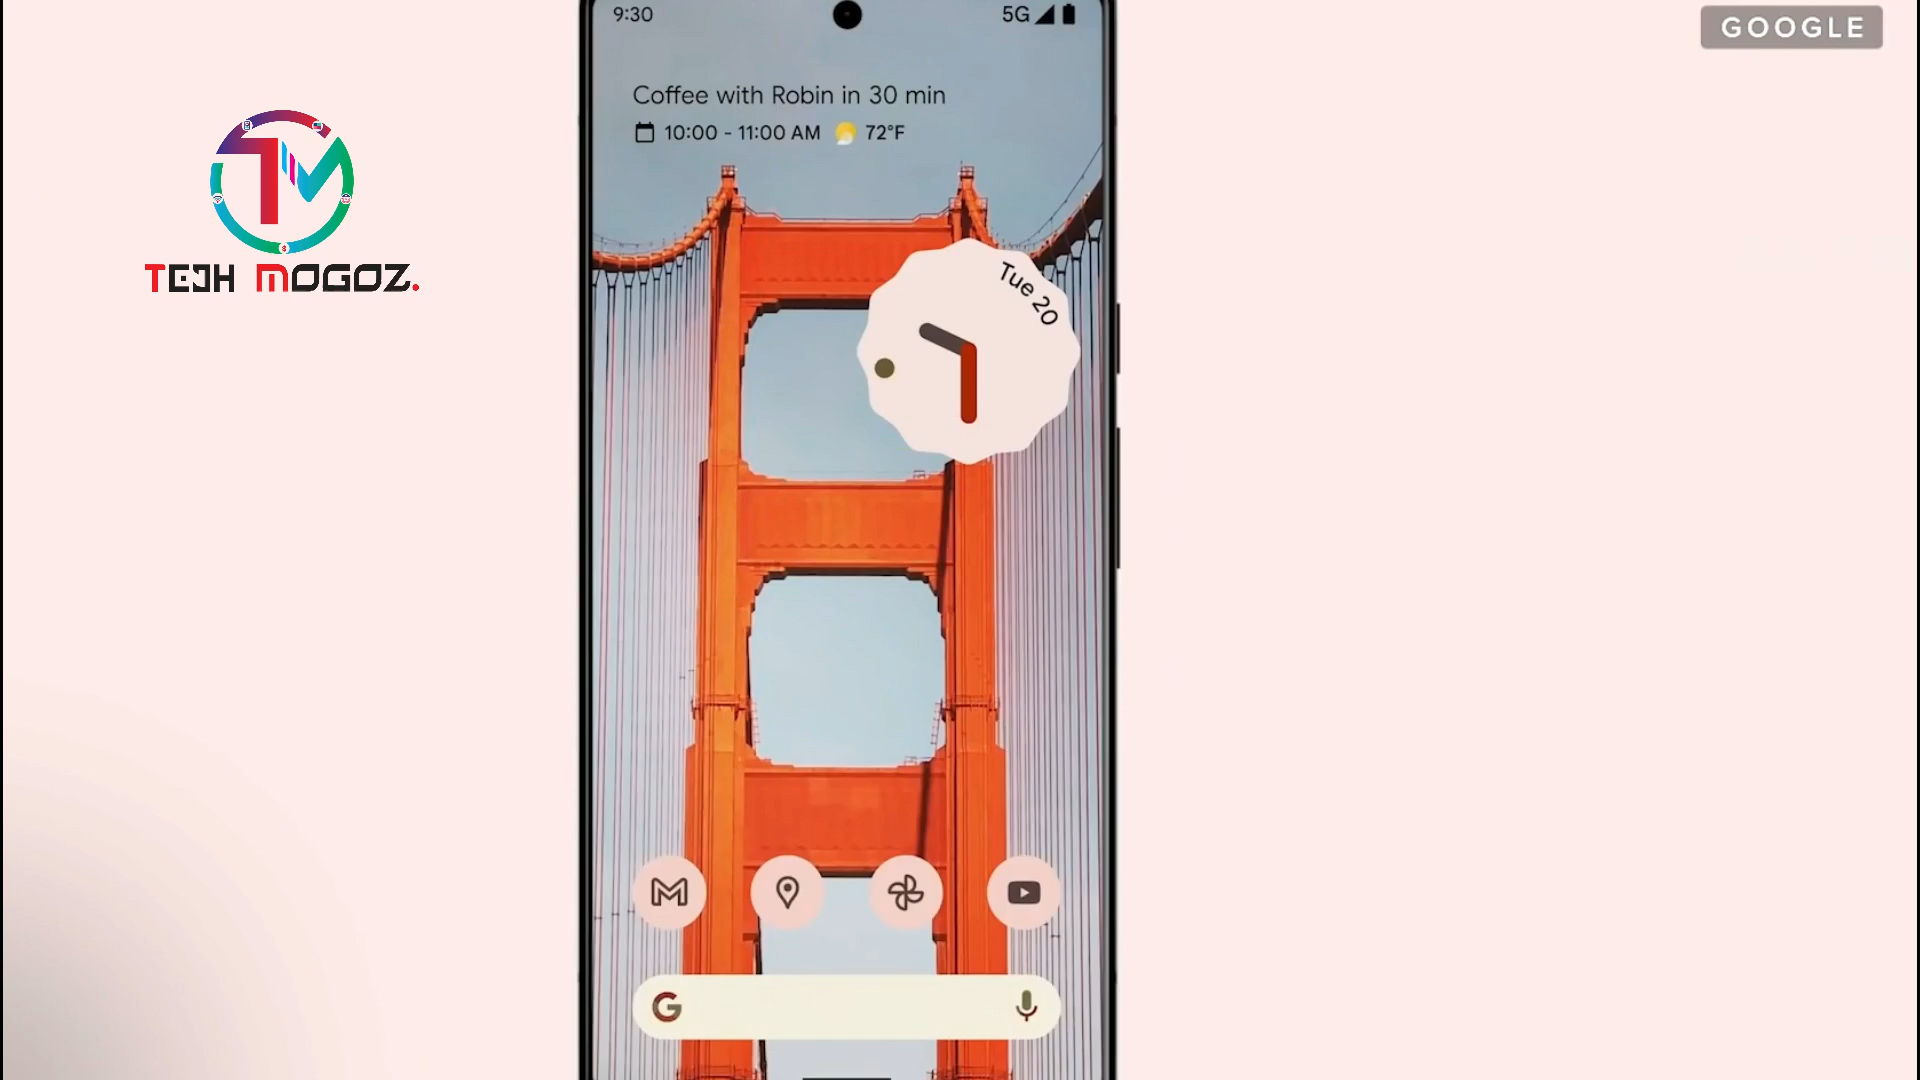 9:30
5G
GOOGLE
Coffee with Robin in 30 min
10:00 - 11:00 AM 72°F
TM
TECH MOGOZ.
Tue 20